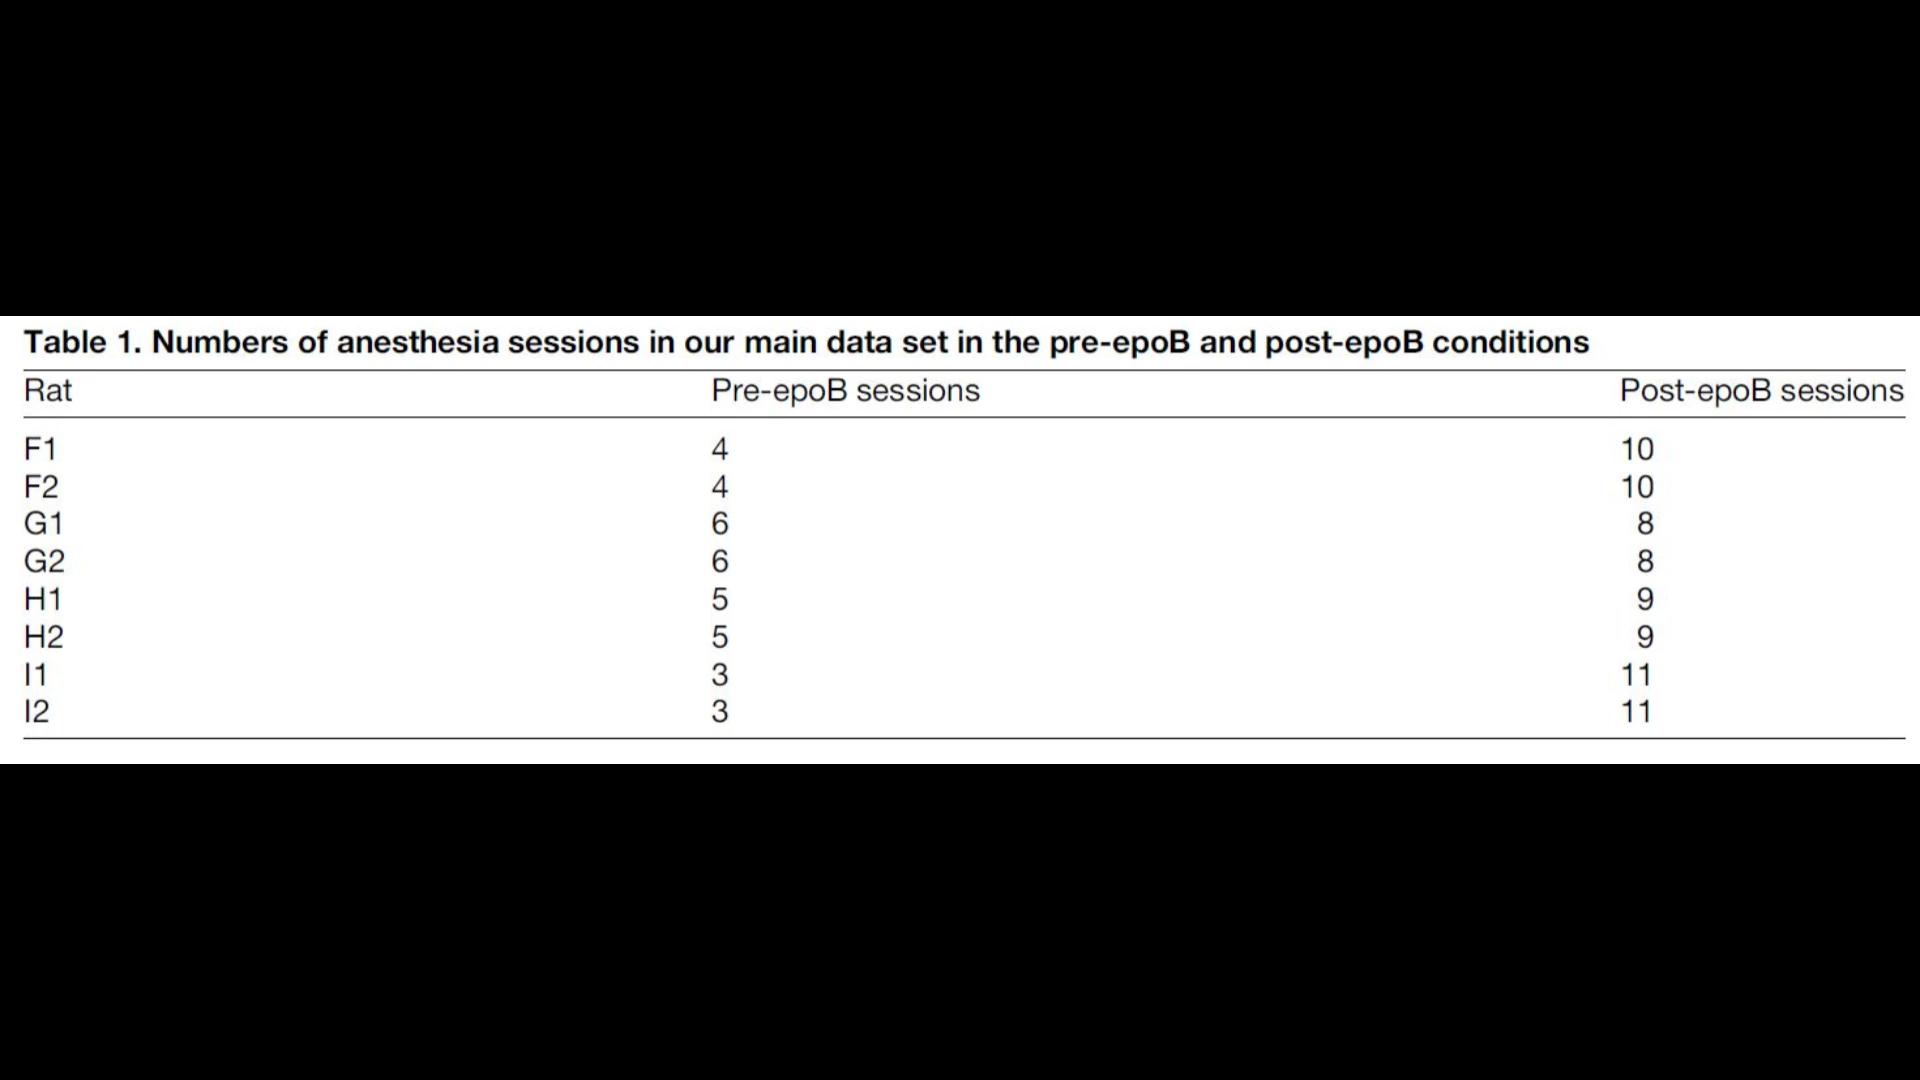 Table 1. Numbers of anesthesia sessions in our main data set in the pre-epoB and post-epoB conditions
Rat Pre-epoB sessions Post-epoB sessions
F1 4 10
F2 4 10
G1 6 8
G2 6 8
H1 5 9
H2 5 9
I1 3 11
I2 3 11